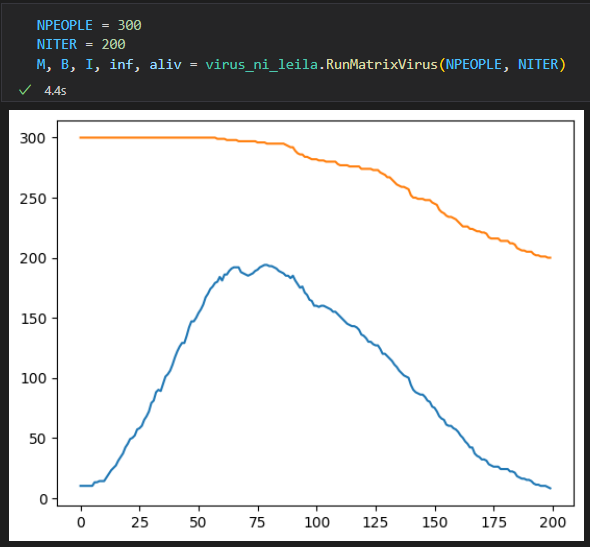 NPEOPLE = 300
NITER = 200
M, B, I, inf, aliv = virus_ni_leila.RunMatrixVirus(NPEOPLE, NITER)
✓ 4.4s
300
250
200
150
100
50
0
0 25 50 75 100 125 150 175 200